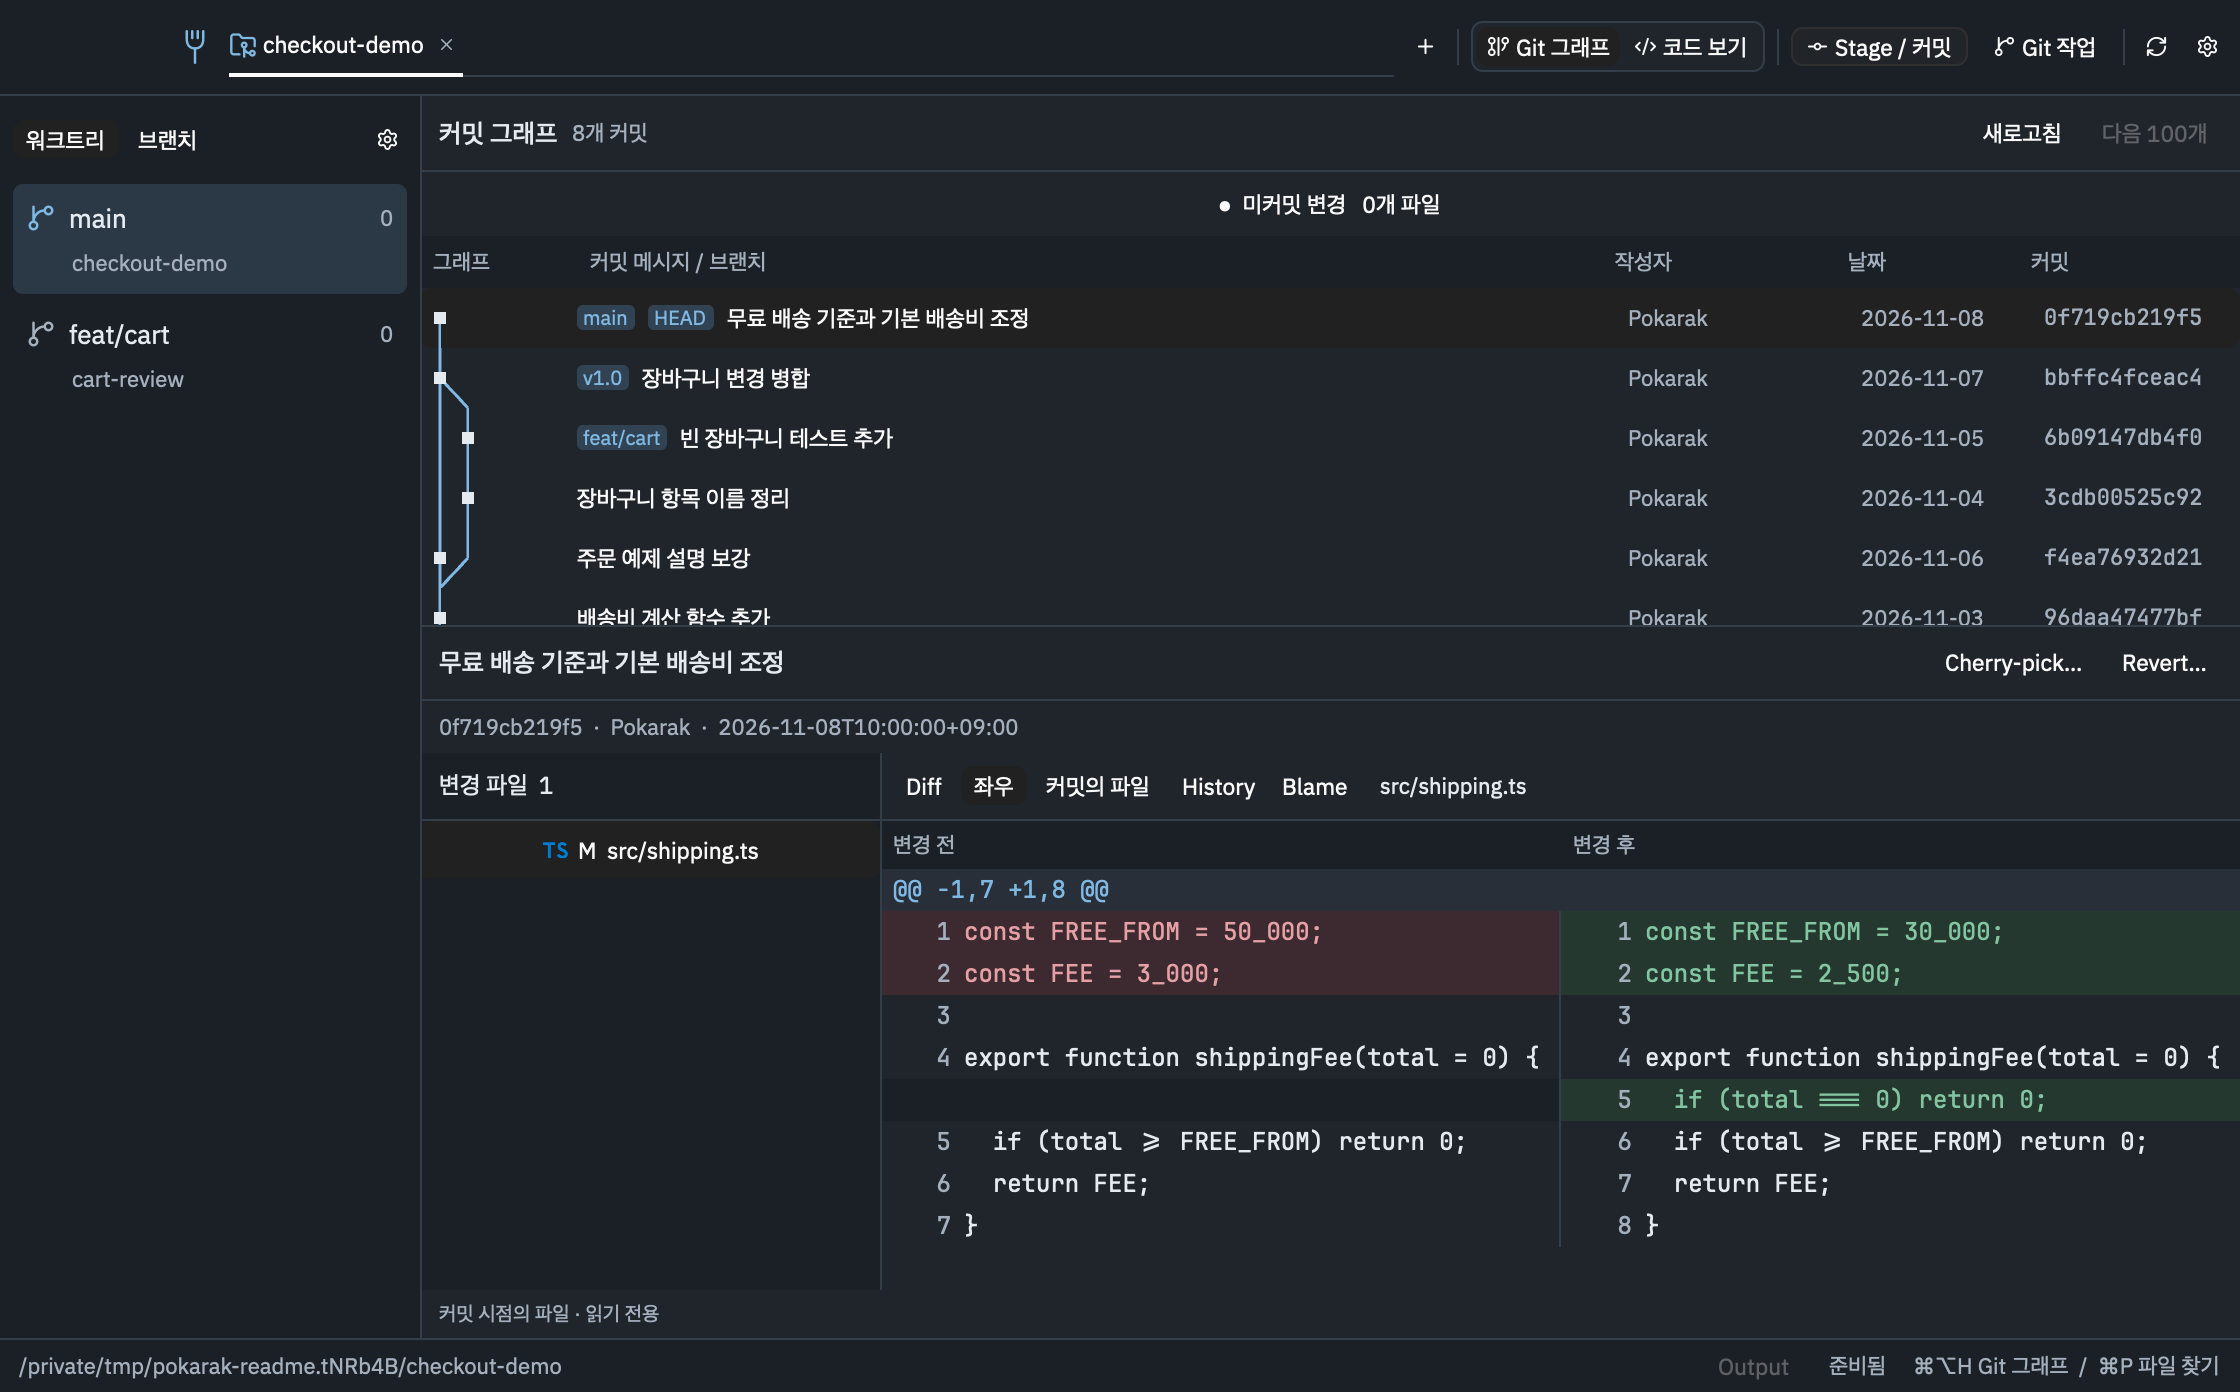 checkout-demo
Git 그래프
코드 보기
Stage / 커밋
Git 작업
워크트리 브랜치
main 0
checkout-demo
feat/cart 0
cart-review
커밋 그래프 8개 커밋
새로고침 다음 100개
미커밋 변경 0개 파일
그래프 커밋 메시지 / 브랜치 작성자 날짜 커밋
main HEAD 무료 배송 기준과 기본 배송비 조정 Pokarak 2026-11-08 0f719cb219f5
v1.0 장바구니 변경 병합 Pokarak 2026-11-07 bbffc4fceac4
feat/cart 빈 장바구니 테스트 추가 Pokarak 2026-11-05 6b09147db4f0
장바구니 항목 이름 정리 Pokarak 2026-11-04 3cdb00525c92
주문 예제 설명 보강 Pokarak 2026-11-06 f4ea76932d21
배송비 계산 함수 추가 Pokarak 2026-11-03 96daa47477bf
무료 배송 기준과 기본 배송비 조정
Cherry-pick... Revert...
0f719cb219f5 · Pokarak · 2026-11-08T10:00:00+09:00
변경 파일 1
TS M src/shipping.ts
Diff 좌우 커밋의 파일 History Blame src/shipping.ts
변경 전
@@ -1,7 +1,8 @@
1 const FREE_FROM = 50_000;
2 const FEE = 3_000;
3
4 export function shippingFee(total = 0) {
5 if (total >= FREE_FROM) return 0;
6 return FEE;
7 }
변경 후
1 const FREE_FROM = 30_000;
2 const FEE = 2_500;
3
4 export function shippingFee(total = 0) {
5 if (total === 0) return 0;
6 if (total >= FREE_FROM) return 0;
7 return FEE;
8 }
커밋 시점의 파일 · 읽기 전용
/private/tmp/pokarak-readme.tNRb4B/checkout-demo
Output 준비됨 ⌘⌥H Git 그래프 / ⌘P 파일 찾기